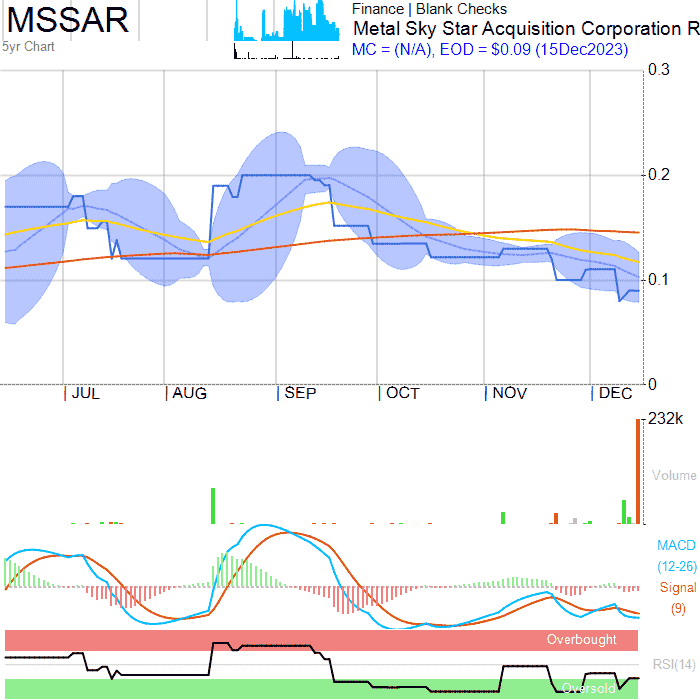 MSSAR
5yr Chart
Finance | Blank Checks
Metal Sky Star Acquisition Corporation R
MC = (N/A), EOD = $0.09 (15Dec2023)
0.3
0.2
0.1
0
JUL AUG SEP OCT NOV DEC
232k
Volume
MACD
(12-26)
Signal
(9)
Overbought
RSI(14)
Oversold